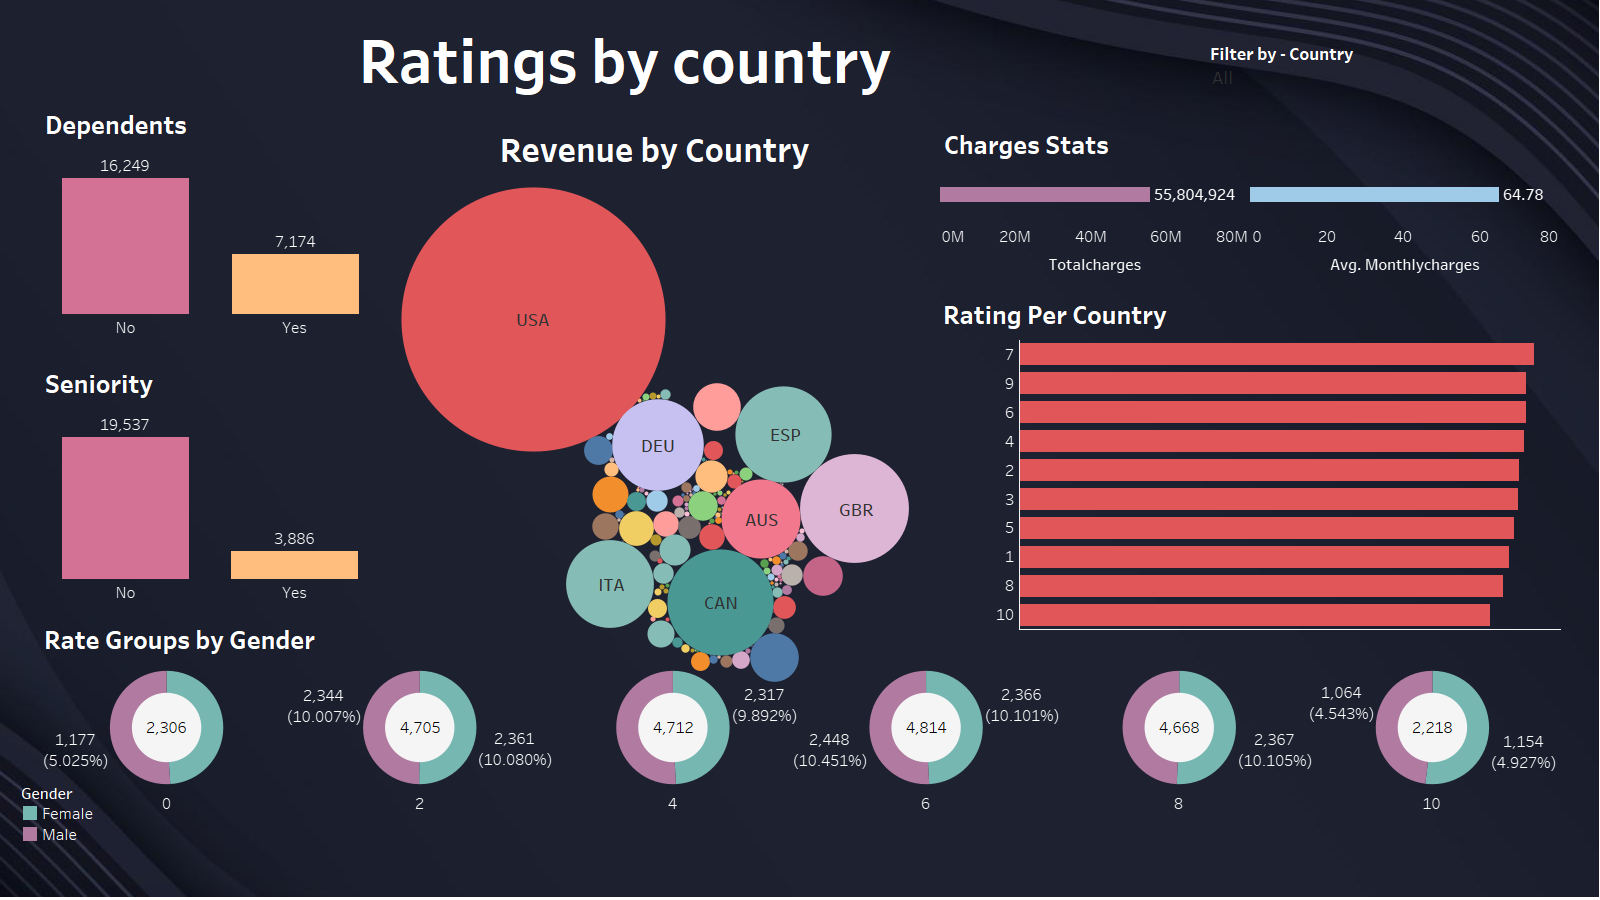 Ratings by country
Filter by - Country
All
Dependents
16,249
7,174
No
Yes
Seniority
19,537
3,886
No
Yes
Revenue by Country
USA
DEU
ESP
AUS
GBR
ITA
CAN
Charges Stats
55,804,924
64.78
0M 20M 40M 60M 80M
0 20 40 60 80
Totalcharges
Avg. Monthlycharges
Rating Per Country
7
9
6
4
2
3
5
1
8
10
Rate Groups by Gender
2,306
1,177
(5.025%)
0
2,344
(10.007%)
4,705
2,361
(10.080%)
2
4,712
2,317
(9.892%)
4
2,448
(10.451%)
4,814
2,366
(10.101%)
6
4,668
2,367
(10.105%)
8
1,064
(4.543%)
2,218
1,154
(4.927%)
10
Gender
Female
Male